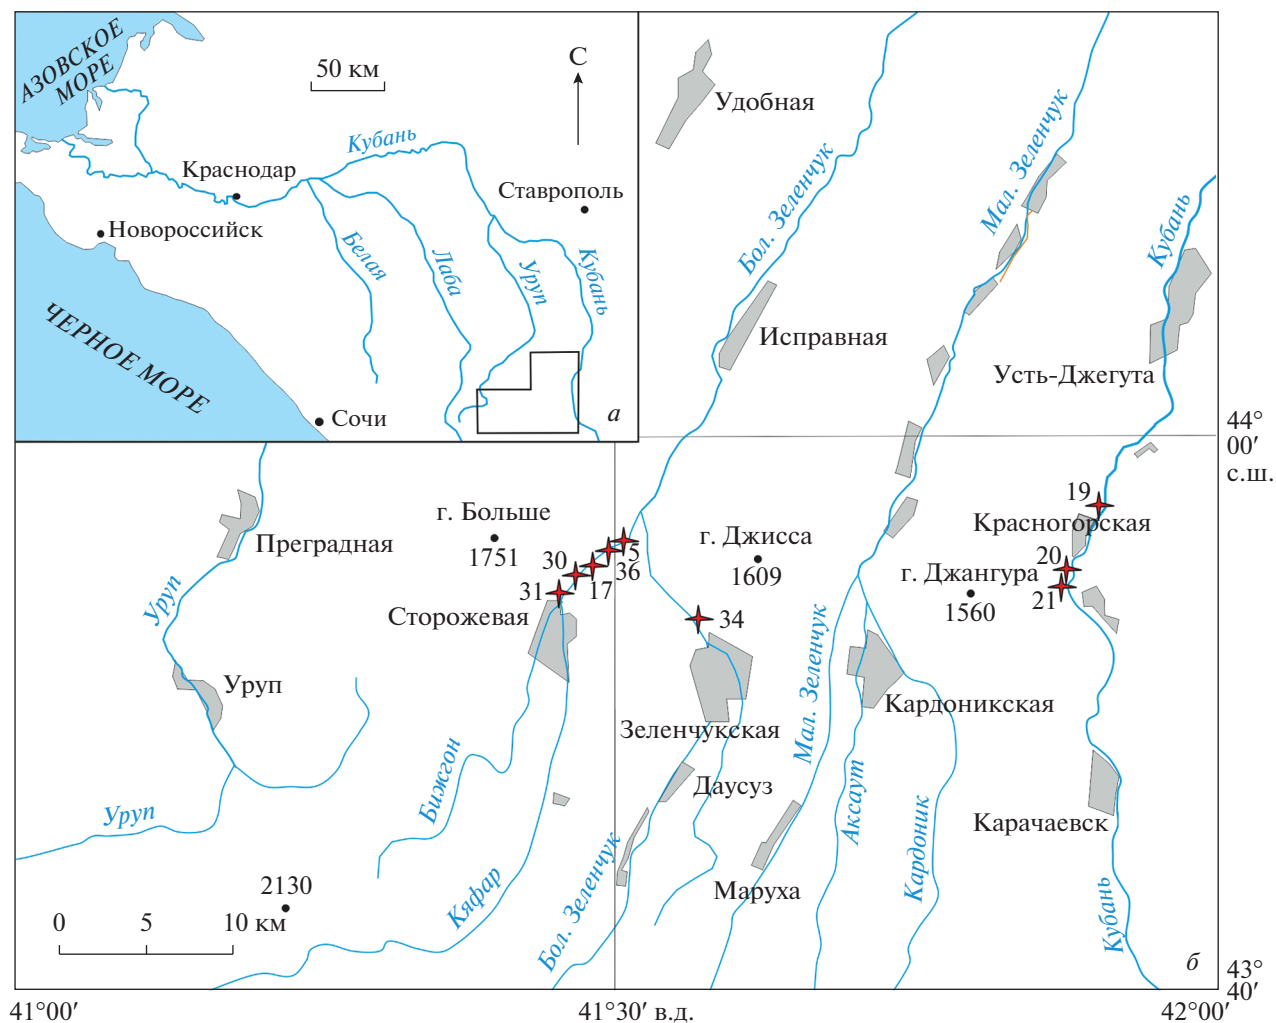 АЗОВСКОЕ
МОРЕ
50 км
С
Кубань
Краснодар
Ставрополь
Новороссийск
Белая
Лаба
Уруп
Кубань
ЧЕРНОЕ МОРЕ
Сочи
а
Удобная
Бол. Зеленчук
Мал. Зеленчук
Кубань
Исправная
Усть-Джегута
44°
00′
с.ш.
19
Красногорская
г. Больше
1751
Преградная
г. Джисса
1609
5
36
30
17
31
20
г. Джангура
1560
21
Сторожевая
34
Уруп
Уруп
Мал. Зеленчук
Кардоникская
Зеленчукская
Бижгон
Даусуз
Аксаут
Кардоник
Карачаевск
Уруп
2130
Кяфар
Бол. Зеленчук
Маруха
Кубань
0 5 10 км
б
43°
40′
41°00′ 41°30′ в.д. 42°00′